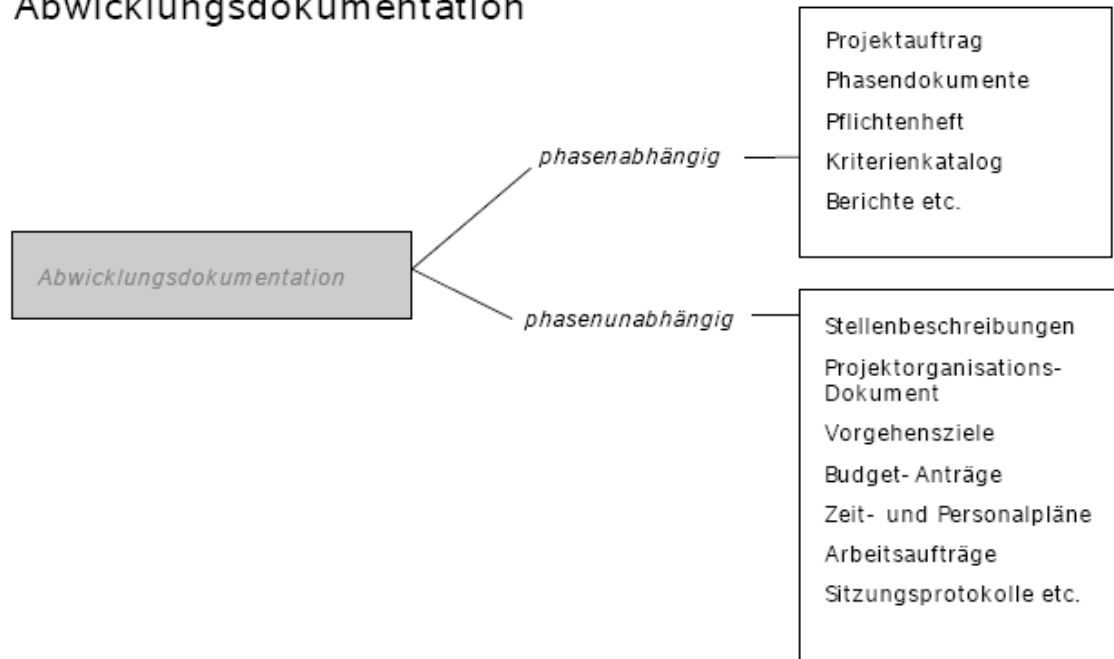 Abwicklungsdokumentation
Projektauftrag
Phasendokumente
Pflichtenheft
Kriterienkatalog
Berichte etc.
phasenabhängig
Abwicklungsdokumentation
phasenunabhängig
Stellenbeschreibungen
Projektorganisations-
Dokument
Vorgehensziele
Budget- Anträge
Zeit- und Personalpläne
Arbeitsaufträge
Sitzungsprotokolle etc.